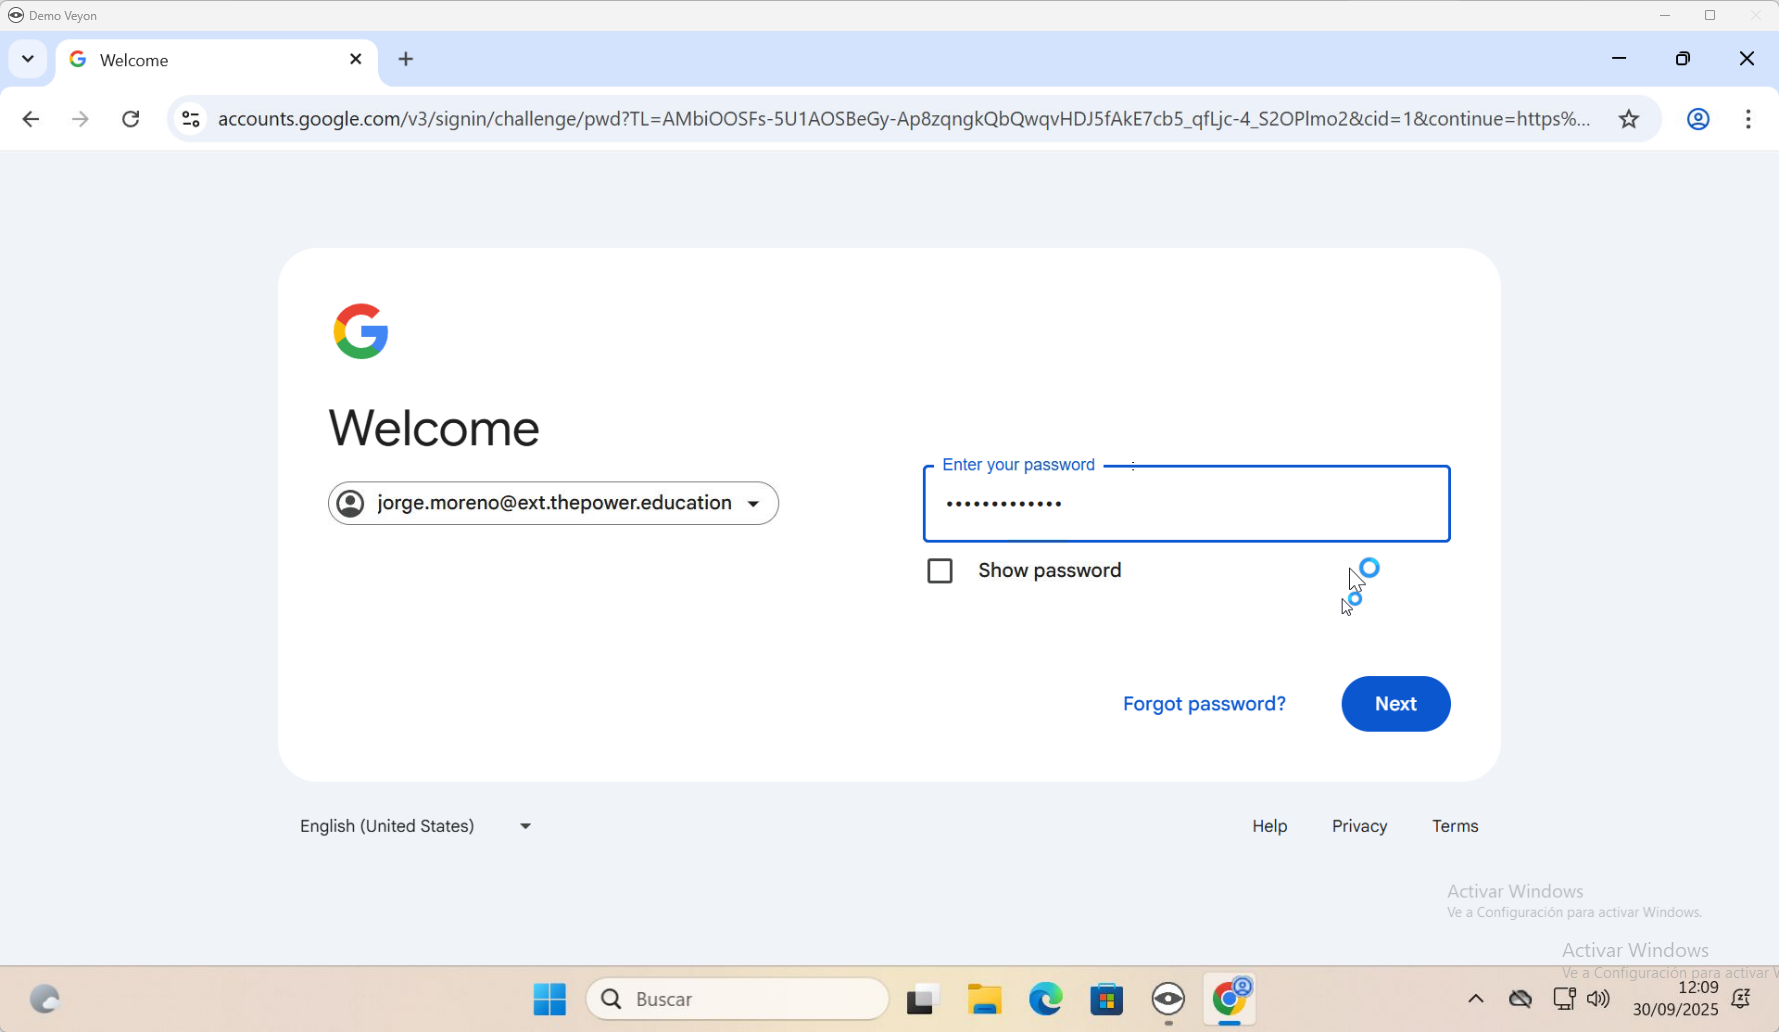 Demo Veyon
Welcome
accounts.google.com/v3/signin/challenge/pwd?TL=AMbiOOSFs-5U1AOSBeGy-Ap8zqngkQbQwqvHDJ5fAkE7cb5_qfLjc-4_S2OPlmo2&cid=1&continue=https%...
Welcome
jorge.moreno@ext.thepower.education
Enter your password
•••••••••••••
Show password
Forgot password?
Next
English (United States)
Help
Privacy
Terms
Activar Windows
Ve a Configuración para activar Windows.
Activar Windows
Ve a Configuración para activar
Buscar
12:09
30/09/2025